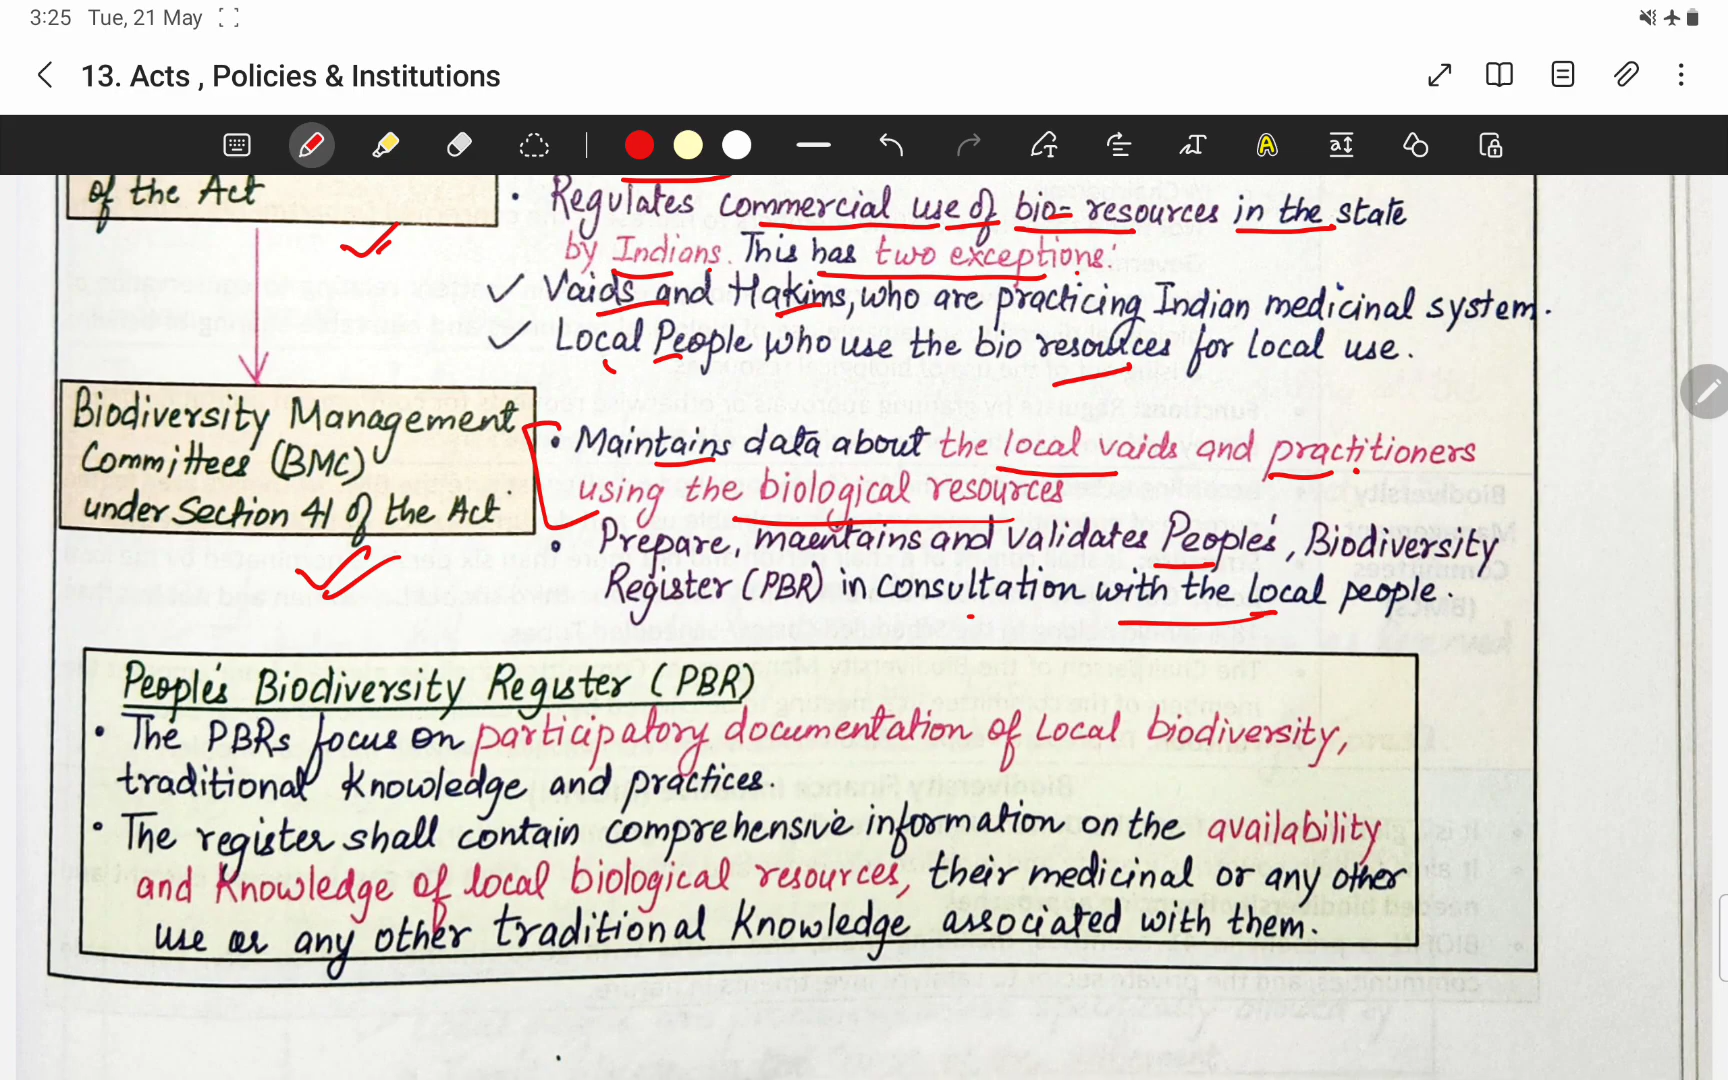 3:25 Tue, 21 May
13. Acts , Policies & Institutions
of the Act
• Regulates commercial use of bio- resources in the state
by Indians. This has two exceptions:
✓ Vaids and Hakims, who are practicing Indian medicinal system.
✓ Local People who use the bio resources for local use.
Biodiversity Management
Committees (BMC)
under Section 41 of the Act.
• Maintains data about the local vaids and practitioners
using the biological resources
• Prepare, maintains and validates People's, Biodiversity
Register (PBR) in consultation with the local people.
People's Biodiversity Register (PBR)
• The PBRs focus on participatory documentation of Local biodiversity,
traditional Knowledge and practices.
• The register shall contain comprehensive information on the availability
and Knowledge of local biological resources, their medicinal or any other
use or any other traditional Knowledge associated with them.